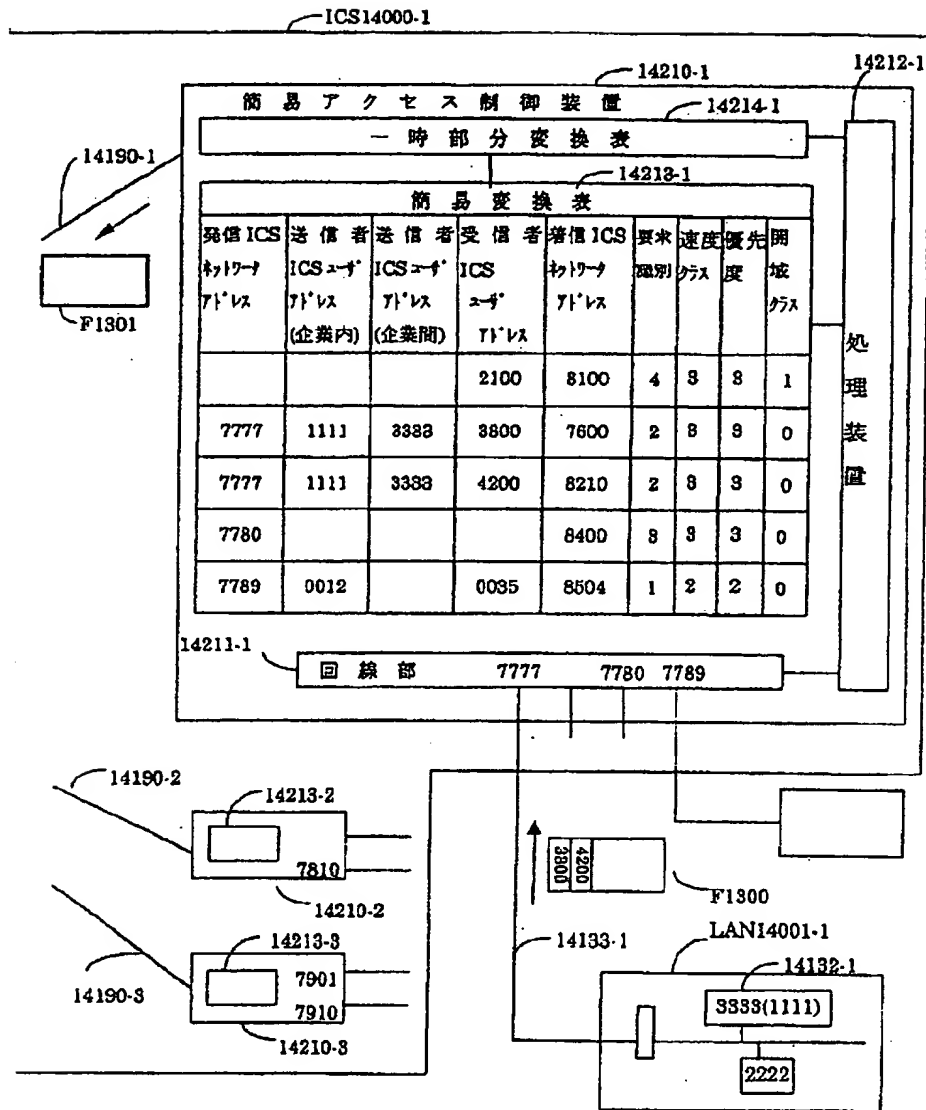 ICS14000-1
14210-1
14212-1
簡易アクセス制御装置
14214-1
一時部分変換表
14190-1
14213-1
簡易変換表
発信ICS 送信者 送信者 受信者 着信ICS 要求 速度 優先 開
ネットワーク ICSユーザ ICSユーザ ICS ネットワーク 識別 クラス 度 域
アドレス アドレス アドレス ユーザ アドレス クラス
(企業内) (企業間) アドレス
F1301
2100 8100 4 3 3 1
7777 1111 3333 3800 7600 2 3 3 0
7777 1111 3333 4200 8210 2 3 3 0
7780 8400 3 3 3 0
7789 0012 0035 8504 1 2 2 0
処理装置
14211-1
回線部 7777 7780 7789
14190-2
14213-2
7810
14210-2
3800 4200
F1300
LAN14001-1
14213-3
14133-1
14132-1
7901
14190-3
7910
3333(1111)
14210-3
2222